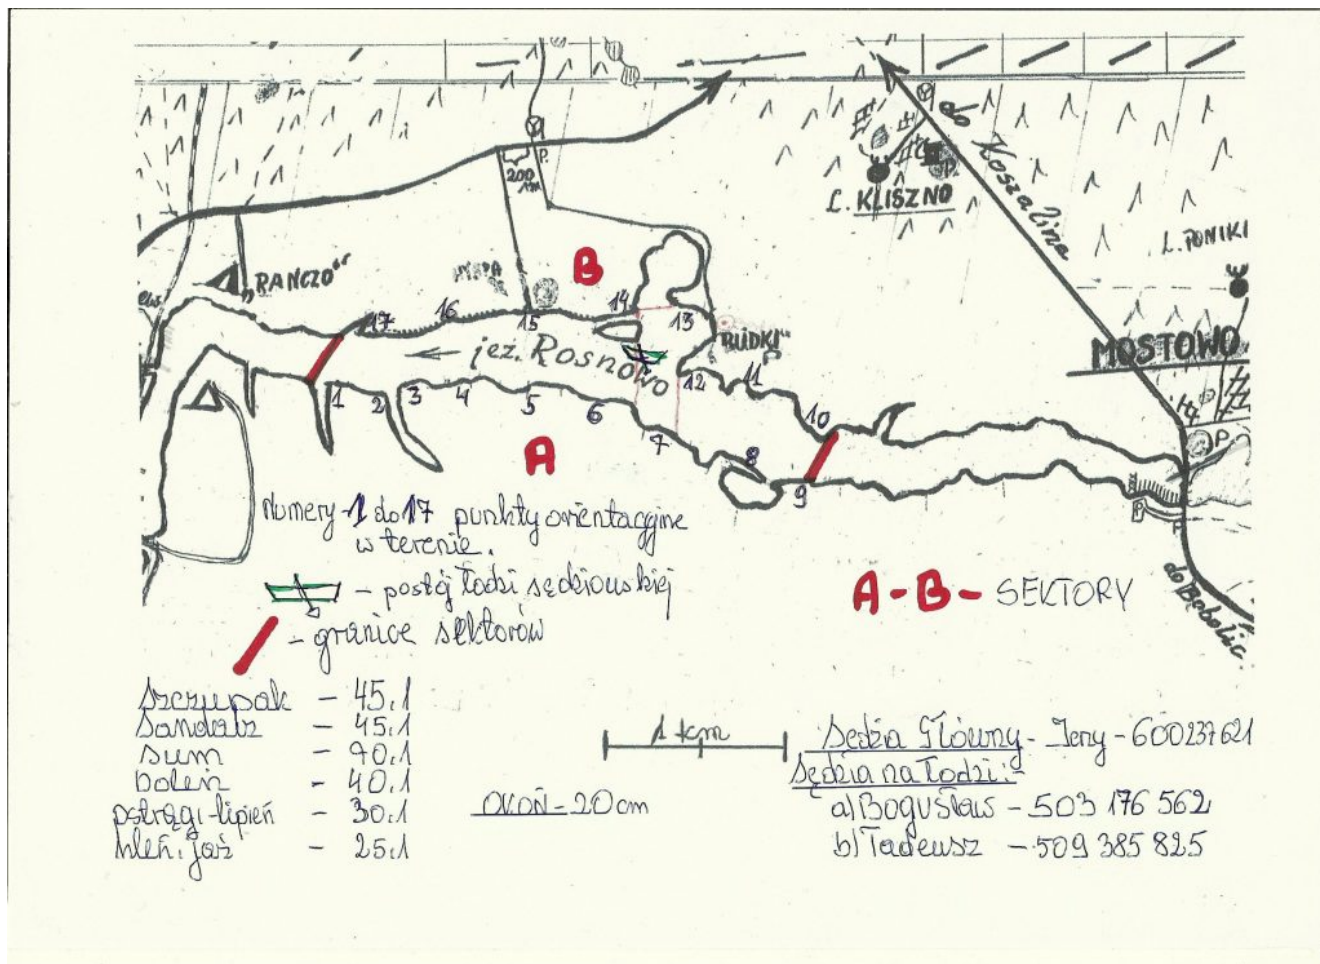 do Koszalina
P.
200
1m
P.
L. KLISZNO
L. PONIKI
B
"RAŃCZO"
17
16
15
14
13
"RUDKI"
MOSTOWO
jez. Rosnowo
12
11
10
1
2
3
4
5
6
7
8
9
A
P
P
P.
Numery -1 do 17 punkty orientacyjne
w terenie.
- postój łodzi sędziowskiej
- granice sektorów
A - B - SEKTORY
do Bobolic
szczupak - 45.1
sandacz - 45.1
sum - 70.1
boleń - 40.1
pstrągi-lipień - 30.1
kleń. jaź - 25.1
1 km
OKOŃ - 20 cm
Sędzia Główny - Jerzy - 600237621
Sędzia na łodzi:-
a) Bogusław - 503 176 562
b) Tadeusz - 509 385 825